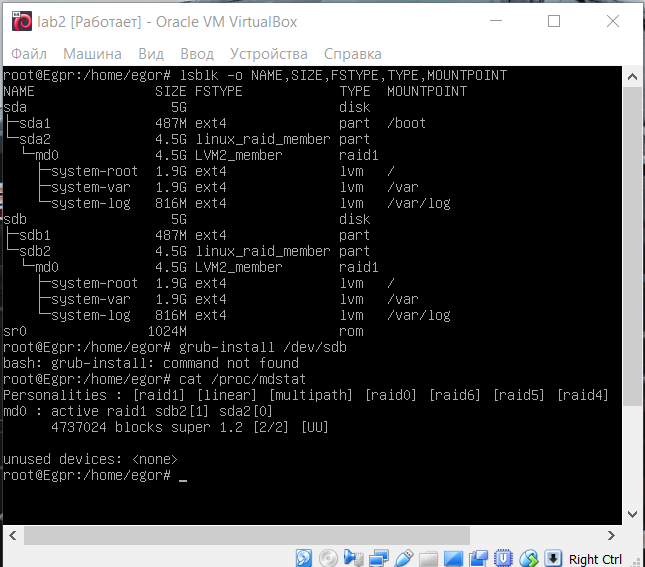 lab2 [Работает] - Oracle VM VirtualBox
Файл Машина Вид Ввод Устройства Справка
root@Egpr:/home/egor# lsblk -o NAME,SIZE,FSTYPE,TYPE,MOUNTPOINT
NAME SIZE FSTYPE TYPE MOUNTPOINT
sda 5G disk
├─sda1 487M ext4 part /boot
└─sda2 4.5G linux_raid_member part
└─md0 4.5G LVM2_member raid1
├─system-root 1.9G ext4 lvm /
├─system-var 1.9G ext4 lvm /var
└─system-log 816M ext4 lvm /var/log
sdb 5G disk
├─sdb1 487M ext4 part
└─sdb2 4.5G linux_raid_member part
└─md0 4.5G LVM2_member raid1
├─system-root 1.9G ext4 lvm /
├─system-var 1.9G ext4 lvm /var
└─system-log 816M ext4 lvm /var/log
sr0 1024M rom
root@Egpr:/home/egor# grub-install /dev/sdb
bash: grub-install: command not found
root@Egpr:/home/egor# cat /proc/mdstat
Personalities : [raid1] [linear] [multipath] [raid0] [raid6] [raid5] [raid4]
md0 : active raid1 sdb2[1] sda2[0]
4737024 blocks super 1.2 [2/2] [UU]
unused devices: <none>
root@Egpr:/home/egor# _
Right Ctrl